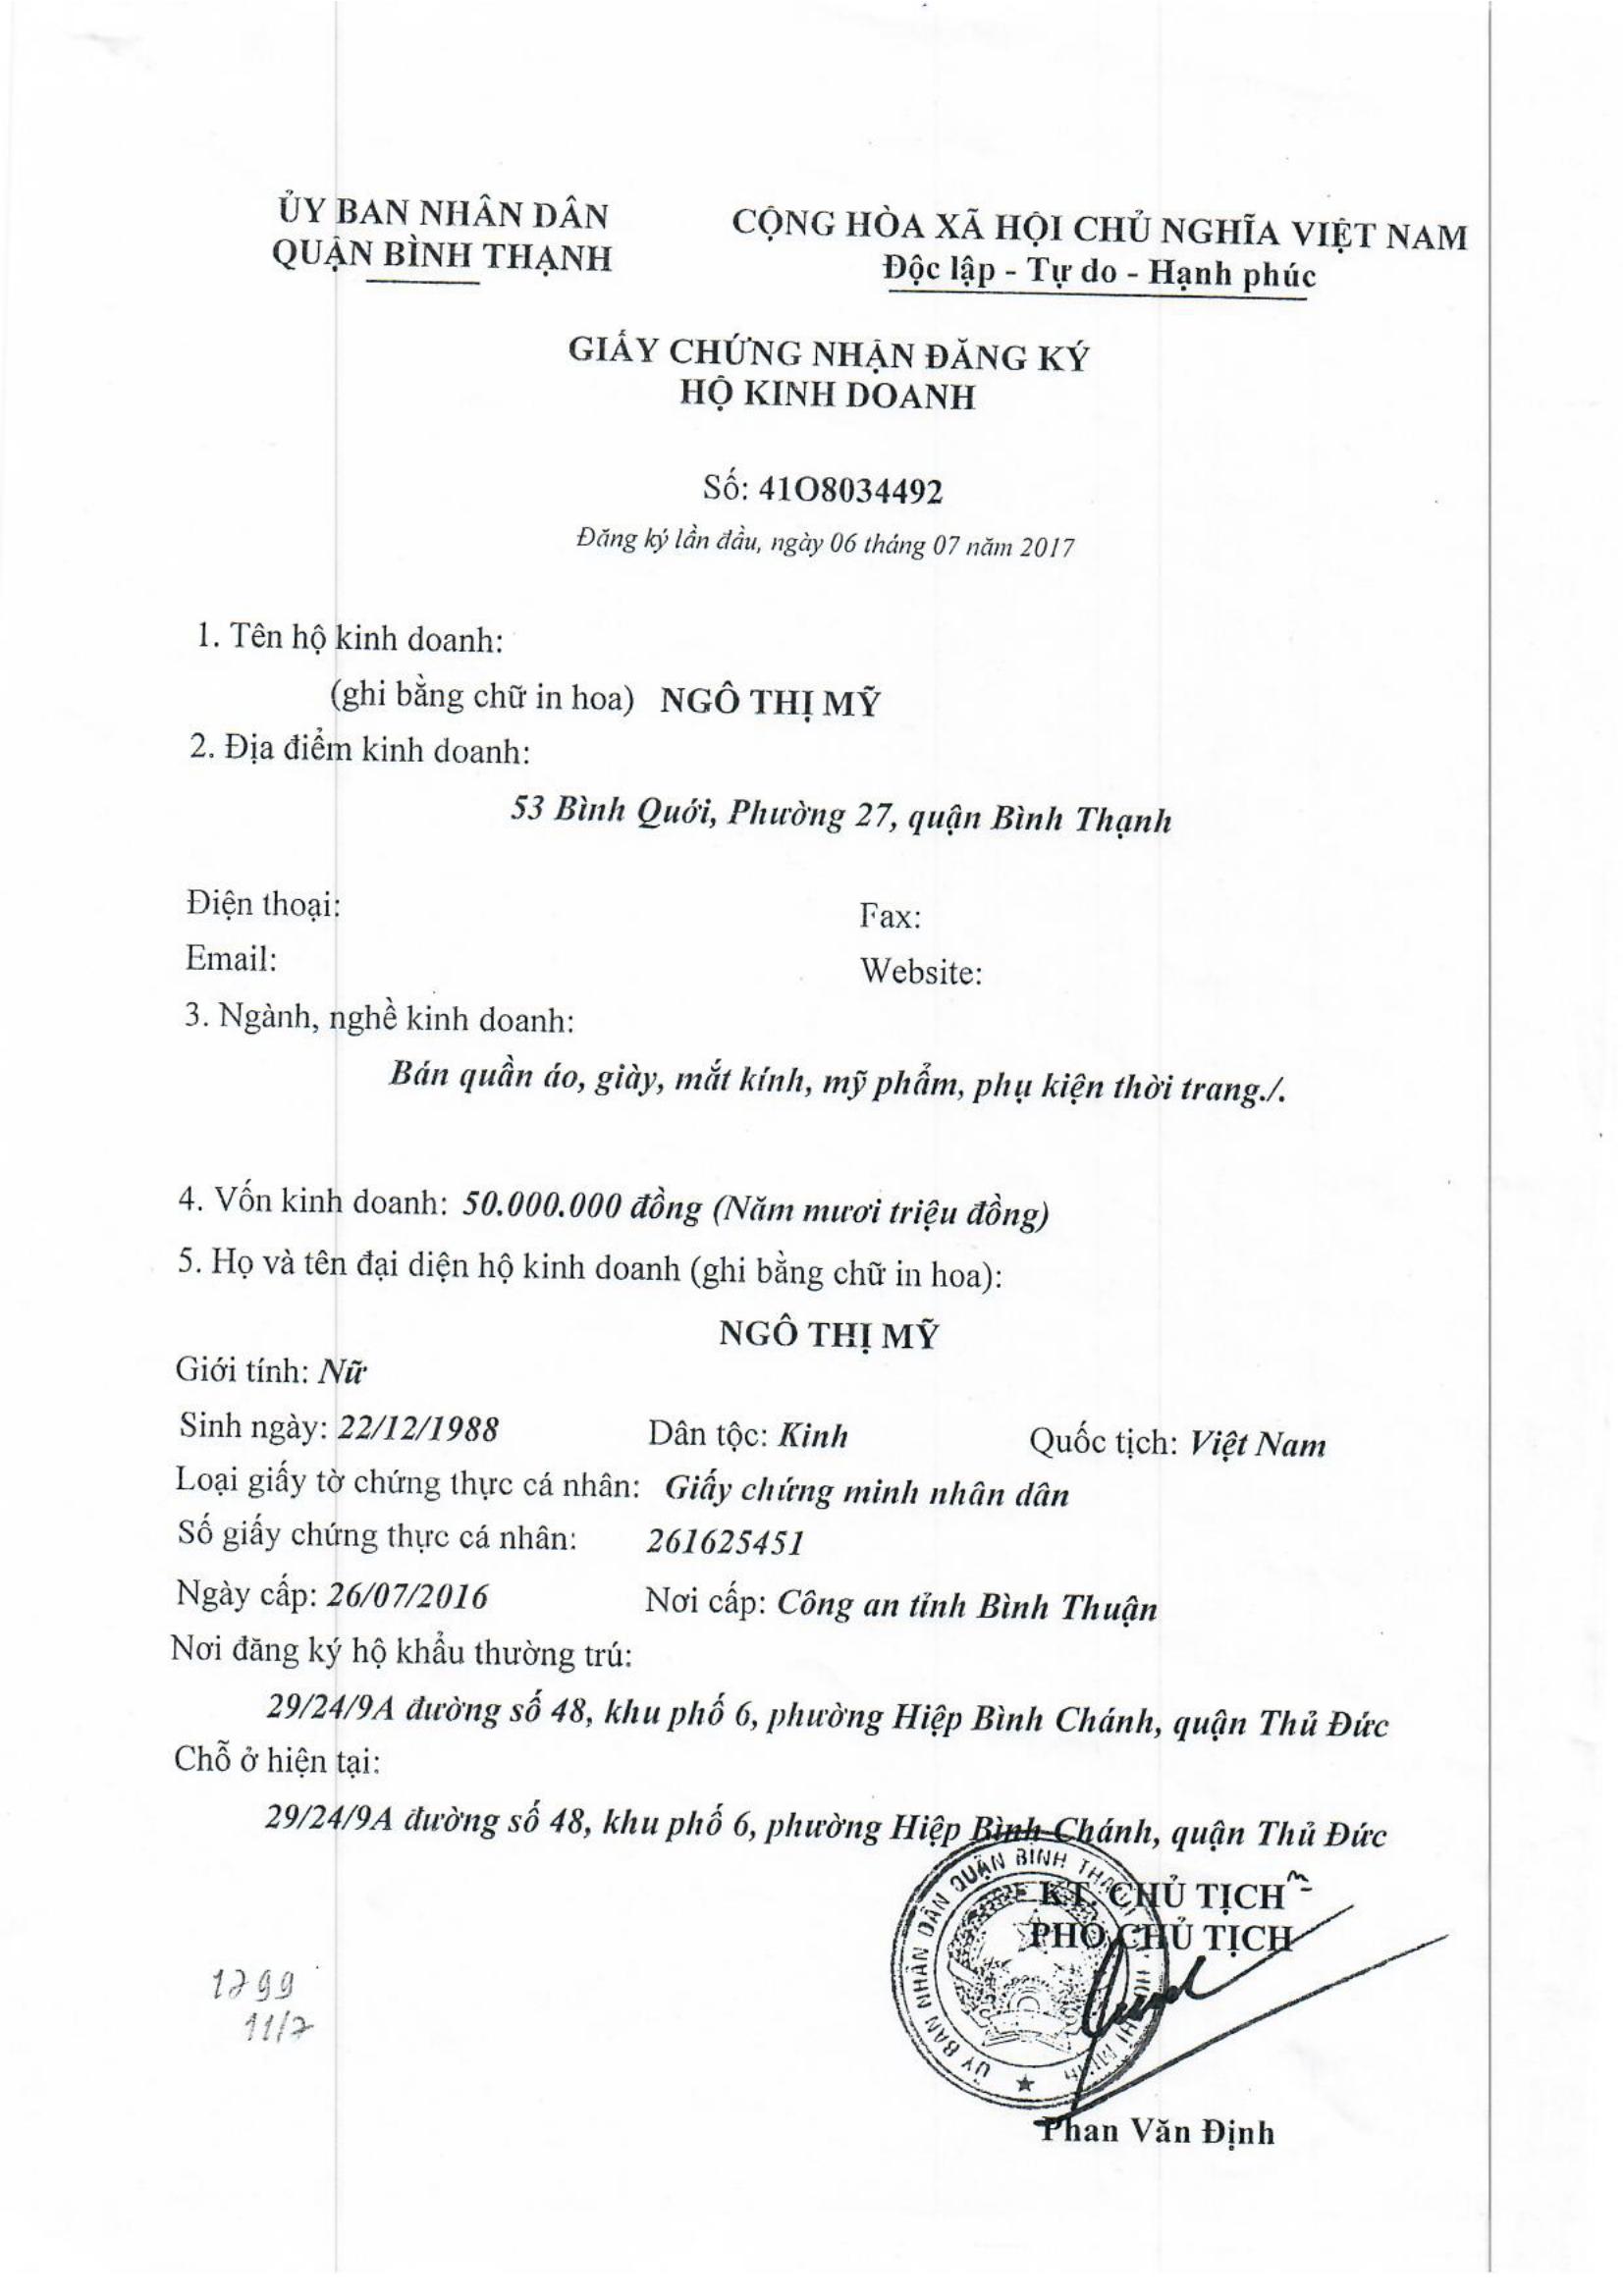 ỦY BAN NHÂN DÂN
QUẬN BÌNH THẠNH
CỘNG HÒA XÃ HỘI CHỦ NGHĨA VIỆT NAM
Độc lập - Tự do - Hạnh phúc
GIẤY CHỨNG NHẬN ĐĂNG KÝ
HỘ KINH DOANH
Số: 41O8034492
Đăng ký lần đầu, ngày 06 tháng 07 năm 2017
1. Tên hộ kinh doanh:
(ghi bằng chữ in hoa) NGÔ THỊ MỸ
2. Địa điểm kinh doanh:
53 Bình Quới, Phường 27, quận Bình Thạnh
Điện thoại: Fax:
Email: Website:
3. Ngành, nghề kinh doanh:
Bán quần áo, giày, mắt kính, mỹ phẩm, phụ kiện thời trang./.
4. Vốn kinh doanh: 50.000.000 đồng (Năm mươi triệu đồng)
5. Họ và tên đại diện hộ kinh doanh (ghi bằng chữ in hoa):
NGÔ THỊ MỸ
Giới tính: Nữ
Sinh ngày: 22/12/1988 Dân tộc: Kinh Quốc tịch: Việt Nam
Loại giấy tờ chứng thực cá nhân: Giấy chứng minh nhân dân
Số giấy chứng thực cá nhân: 261625451
Ngày cấp: 26/07/2016 Nơi cấp: Công an tỉnh Bình Thuận
Nơi đăng ký hộ khẩu thường trú:
29/24/9A đường số 48, khu phố 6, phường Hiệp Bình Chánh, quận Thủ Đức
Chỗ ở hiện tại:
29/24/9A đường số 48, khu phố 6, phường Hiệp Bình Chánh, quận Thủ Đức
KT. CHỦ TỊCH
PHÓ CHỦ TỊCH
ỦY BAN NHÂN DÂN QUẬN BÌNH THẠNH
1799
11/7
Phan Văn Định